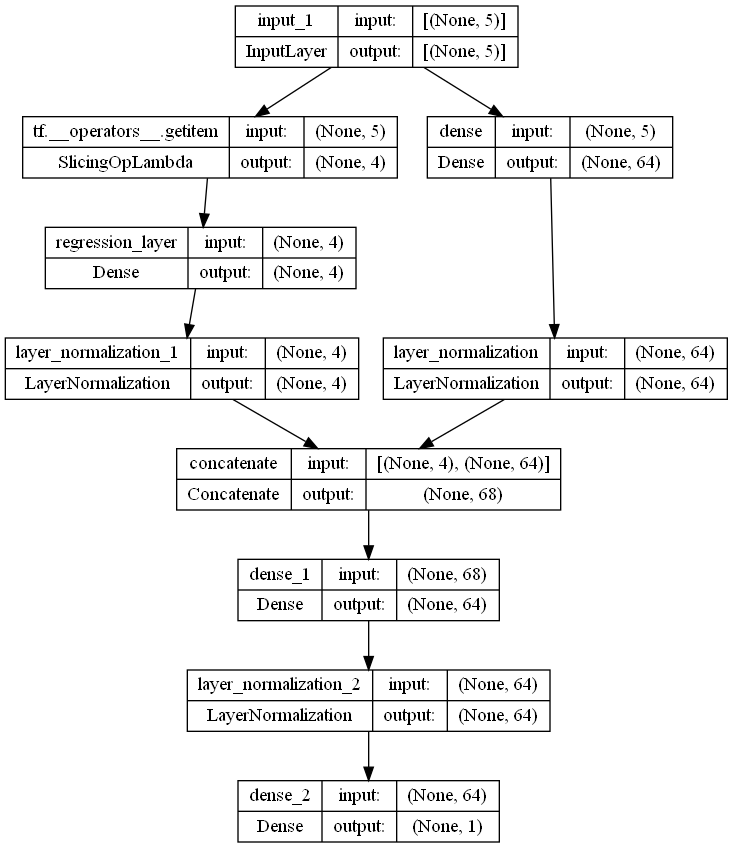 input_1 input: [(None, 5)]
InputLayer output: [(None, 5)]
tf.__operators__.getitem input: (None, 5)
SlicingOpLambda output: (None, 4)
dense input: (None, 5)
Dense output: (None, 64)
regression_layer input: (None, 4)
Dense output: (None, 4)
layer_normalization_1 input: (None, 4)
LayerNormalization output: (None, 4)
layer_normalization input: (None, 64)
LayerNormalization output: (None, 64)
concatenate input: [(None, 4), (None, 64)]
Concatenate output: (None, 68)
dense_1 input: (None, 68)
Dense output: (None, 64)
layer_normalization_2 input: (None, 64)
LayerNormalization output: (None, 64)
dense_2 input: (None, 64)
Dense output: (None, 1)